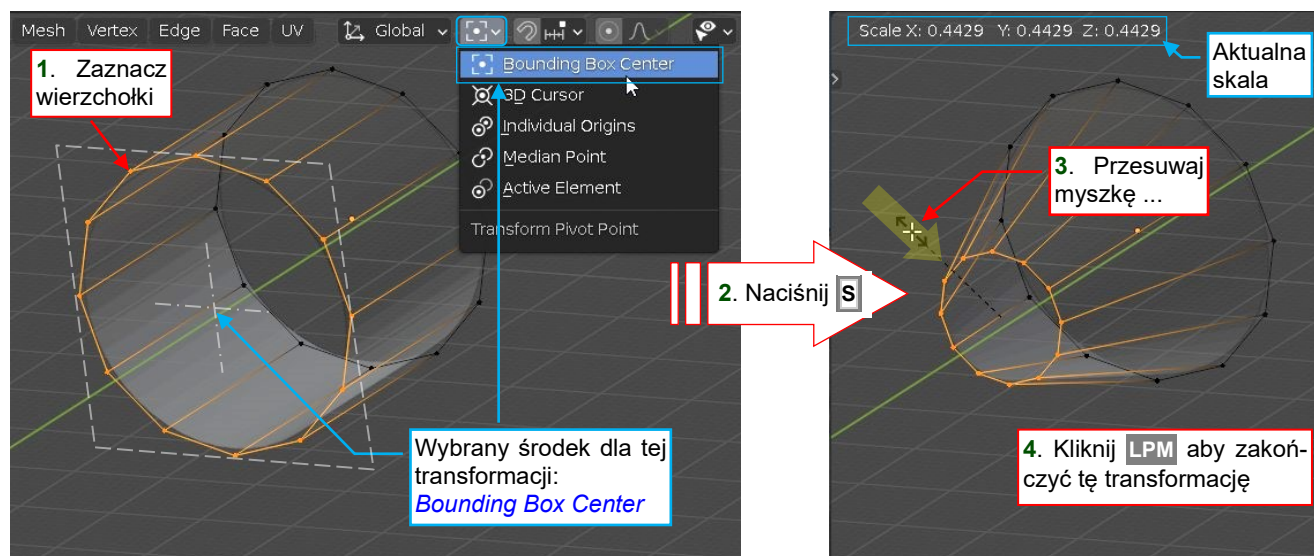 Mesh Vertex Edge Face UV Global
Bounding Box Center
3D Cursor
Individual Origins
Median Point
Active Element
Transform Pivot Point
1. Zaznacz
wierzchołki
Wybrany środek dla tej
transformacji:
Bounding Box Center
2. Naciśnij S
Scale X: 0.4429 Y: 0.4429 Z: 0.4429
Aktualna
skala
3. Przesuwaj
myszkę ...
4. Kliknij LPM aby zakoń-
czyć tę transformację